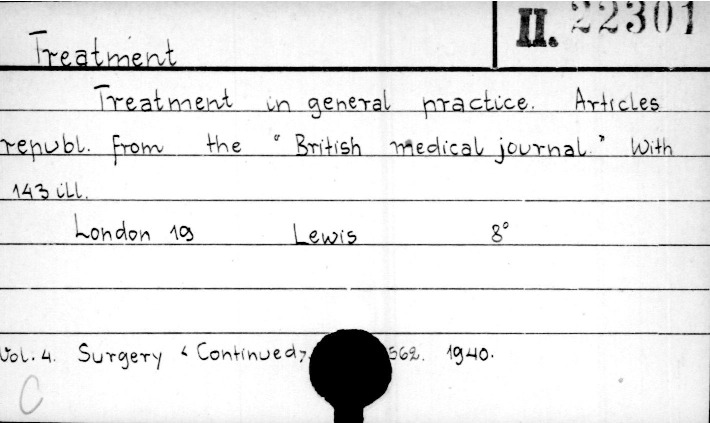 II. 22301
Treatment
Treatment in general practice. Articles
republ. from the "British medical journal." With
143 ill.
London 19 Lewis 8°
Vol. 4. Surgery <Continued>. 562. 1940.
C